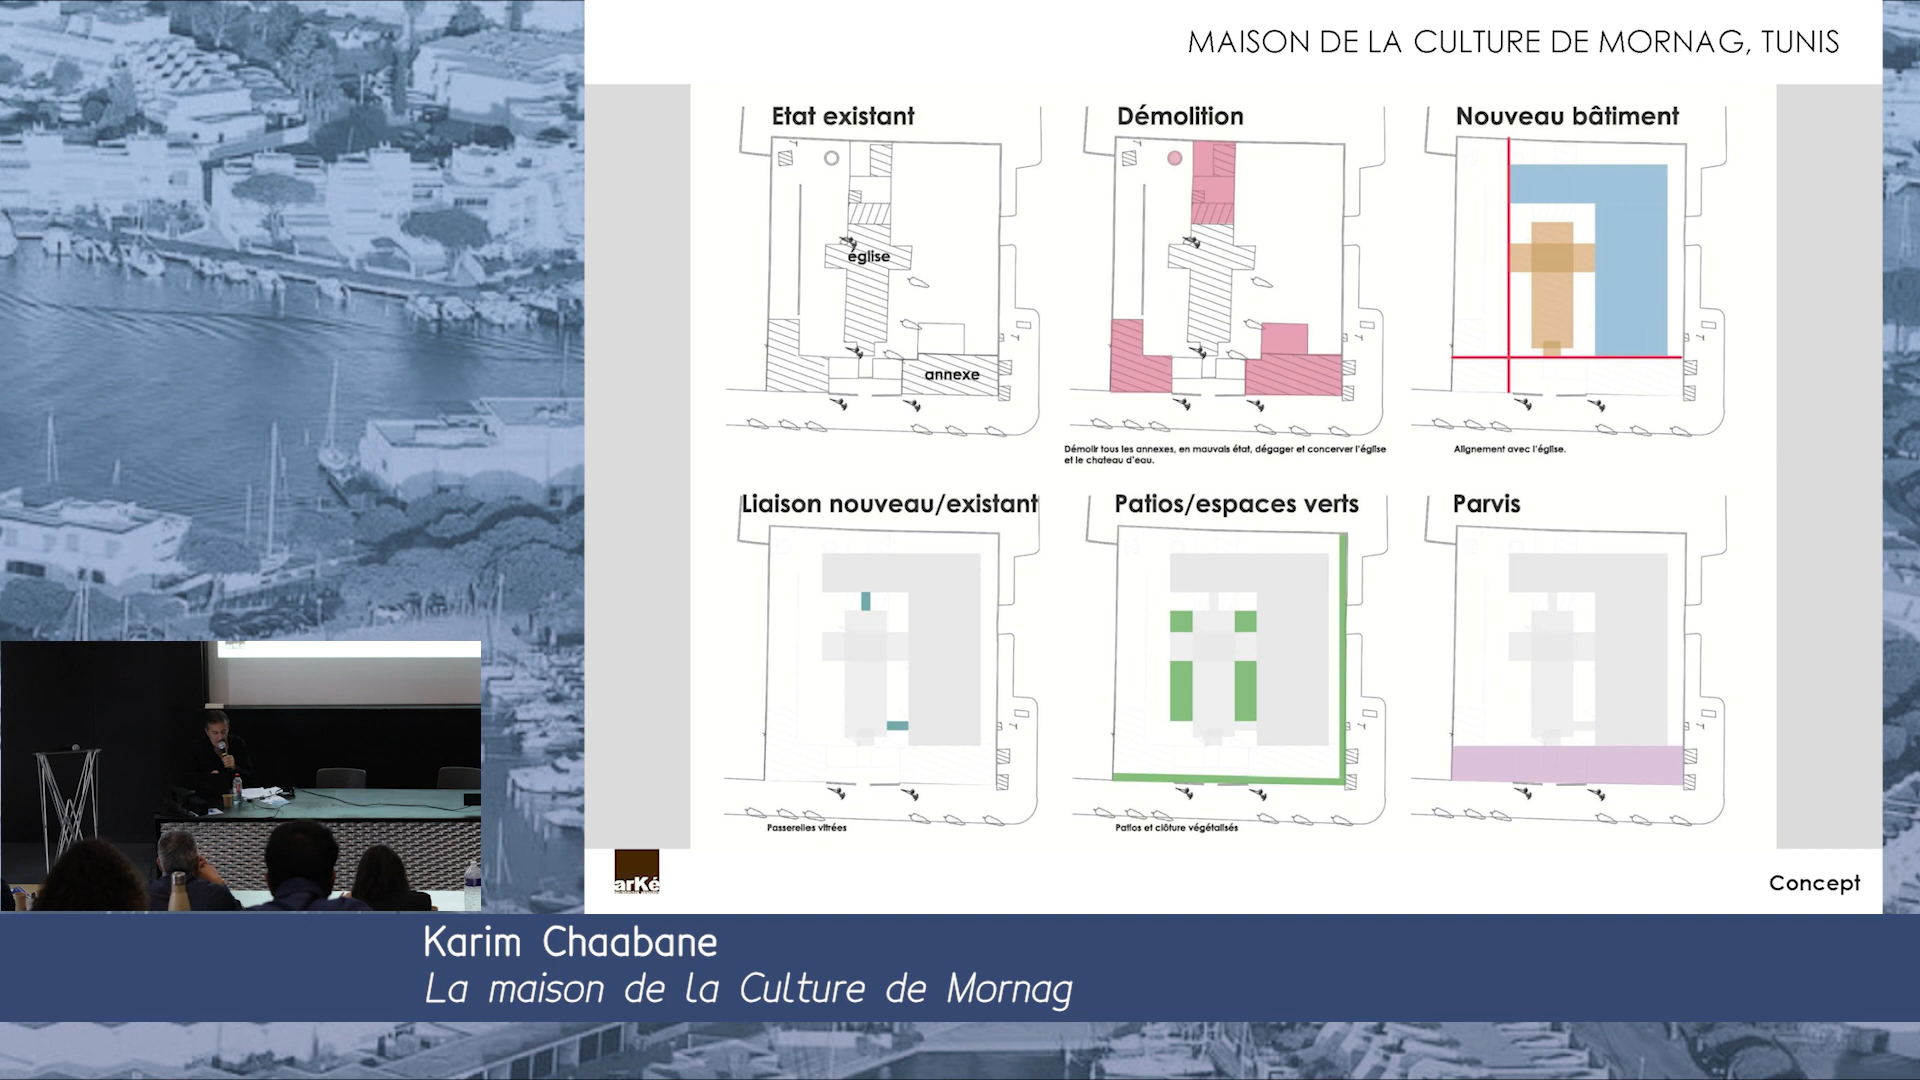 MAISON DE LA CULTURE DE MORNAG, TUNIS
Etat existant
Démolition
Nouveau bâtiment
église
annexe
Démolir tous les annexes, en mauvais état, dégager et concerver l'église
et le chateau d'eau.
Alignement avec l'église.
Liaison nouveau/existant
Patios/espaces verts
Parvis
Passerelles vitrées
Patios et clôture végétalisés
arKé
Concept
Karim Chaabane
La maison de la Culture de Mornag